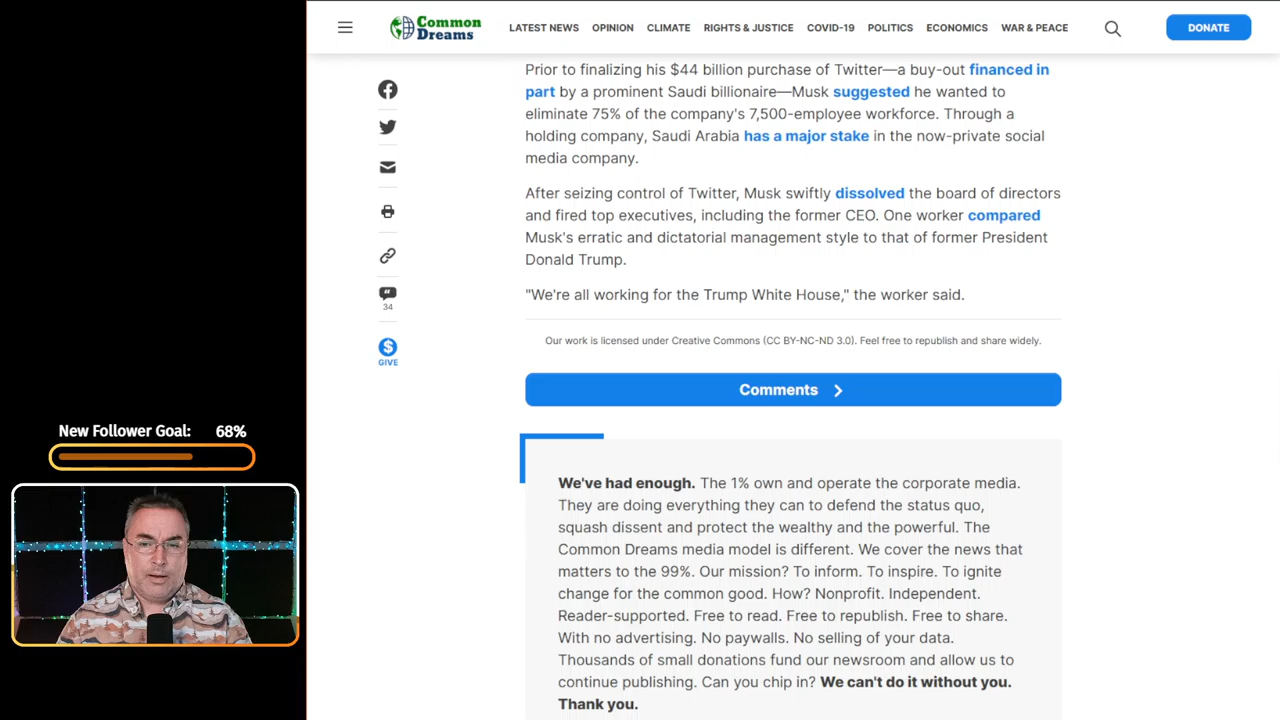 Common
Dreams
LATEST NEWS OPINION CLIMATE RIGHTS & JUSTICE COVID-19 POLITICS ECONOMICS WAR & PEACE DONATE
Prior to finalizing his $44 billion purchase of Twitter—a buy-out financed in
part by a prominent Saudi billionaire—Musk suggested he wanted to
eliminate 75% of the company's 7,500-employee workforce. Through a
holding company, Saudi Arabia has a major stake in the now-private social
media company.
After seizing control of Twitter, Musk swiftly dissolved the board of directors
and fired top executives, including the former CEO. One worker compared
Musk's erratic and dictatorial management style to that of former President
Donald Trump.
"We're all working for the Trump White House," the worker said.
34
GIVE
Our work is licensed under Creative Commons (CC BY-NC-ND 3.0). Feel free to republish and share widely.
Comments
New Follower Goal: 68%
We've had enough. The 1% own and operate the corporate media.
They are doing everything they can to defend the status quo,
squash dissent and protect the wealthy and the powerful. The
Common Dreams media model is different. We cover the news that
matters to the 99%. Our mission? To inform. To inspire. To ignite
change for the common good. How? Nonprofit. Independent.
Reader-supported. Free to read. Free to republish. Free to share.
With no advertising. No paywalls. No selling of your data.
Thousands of small donations fund our newsroom and allow us to
continue publishing. Can you chip in? We can't do it without you.
Thank you.